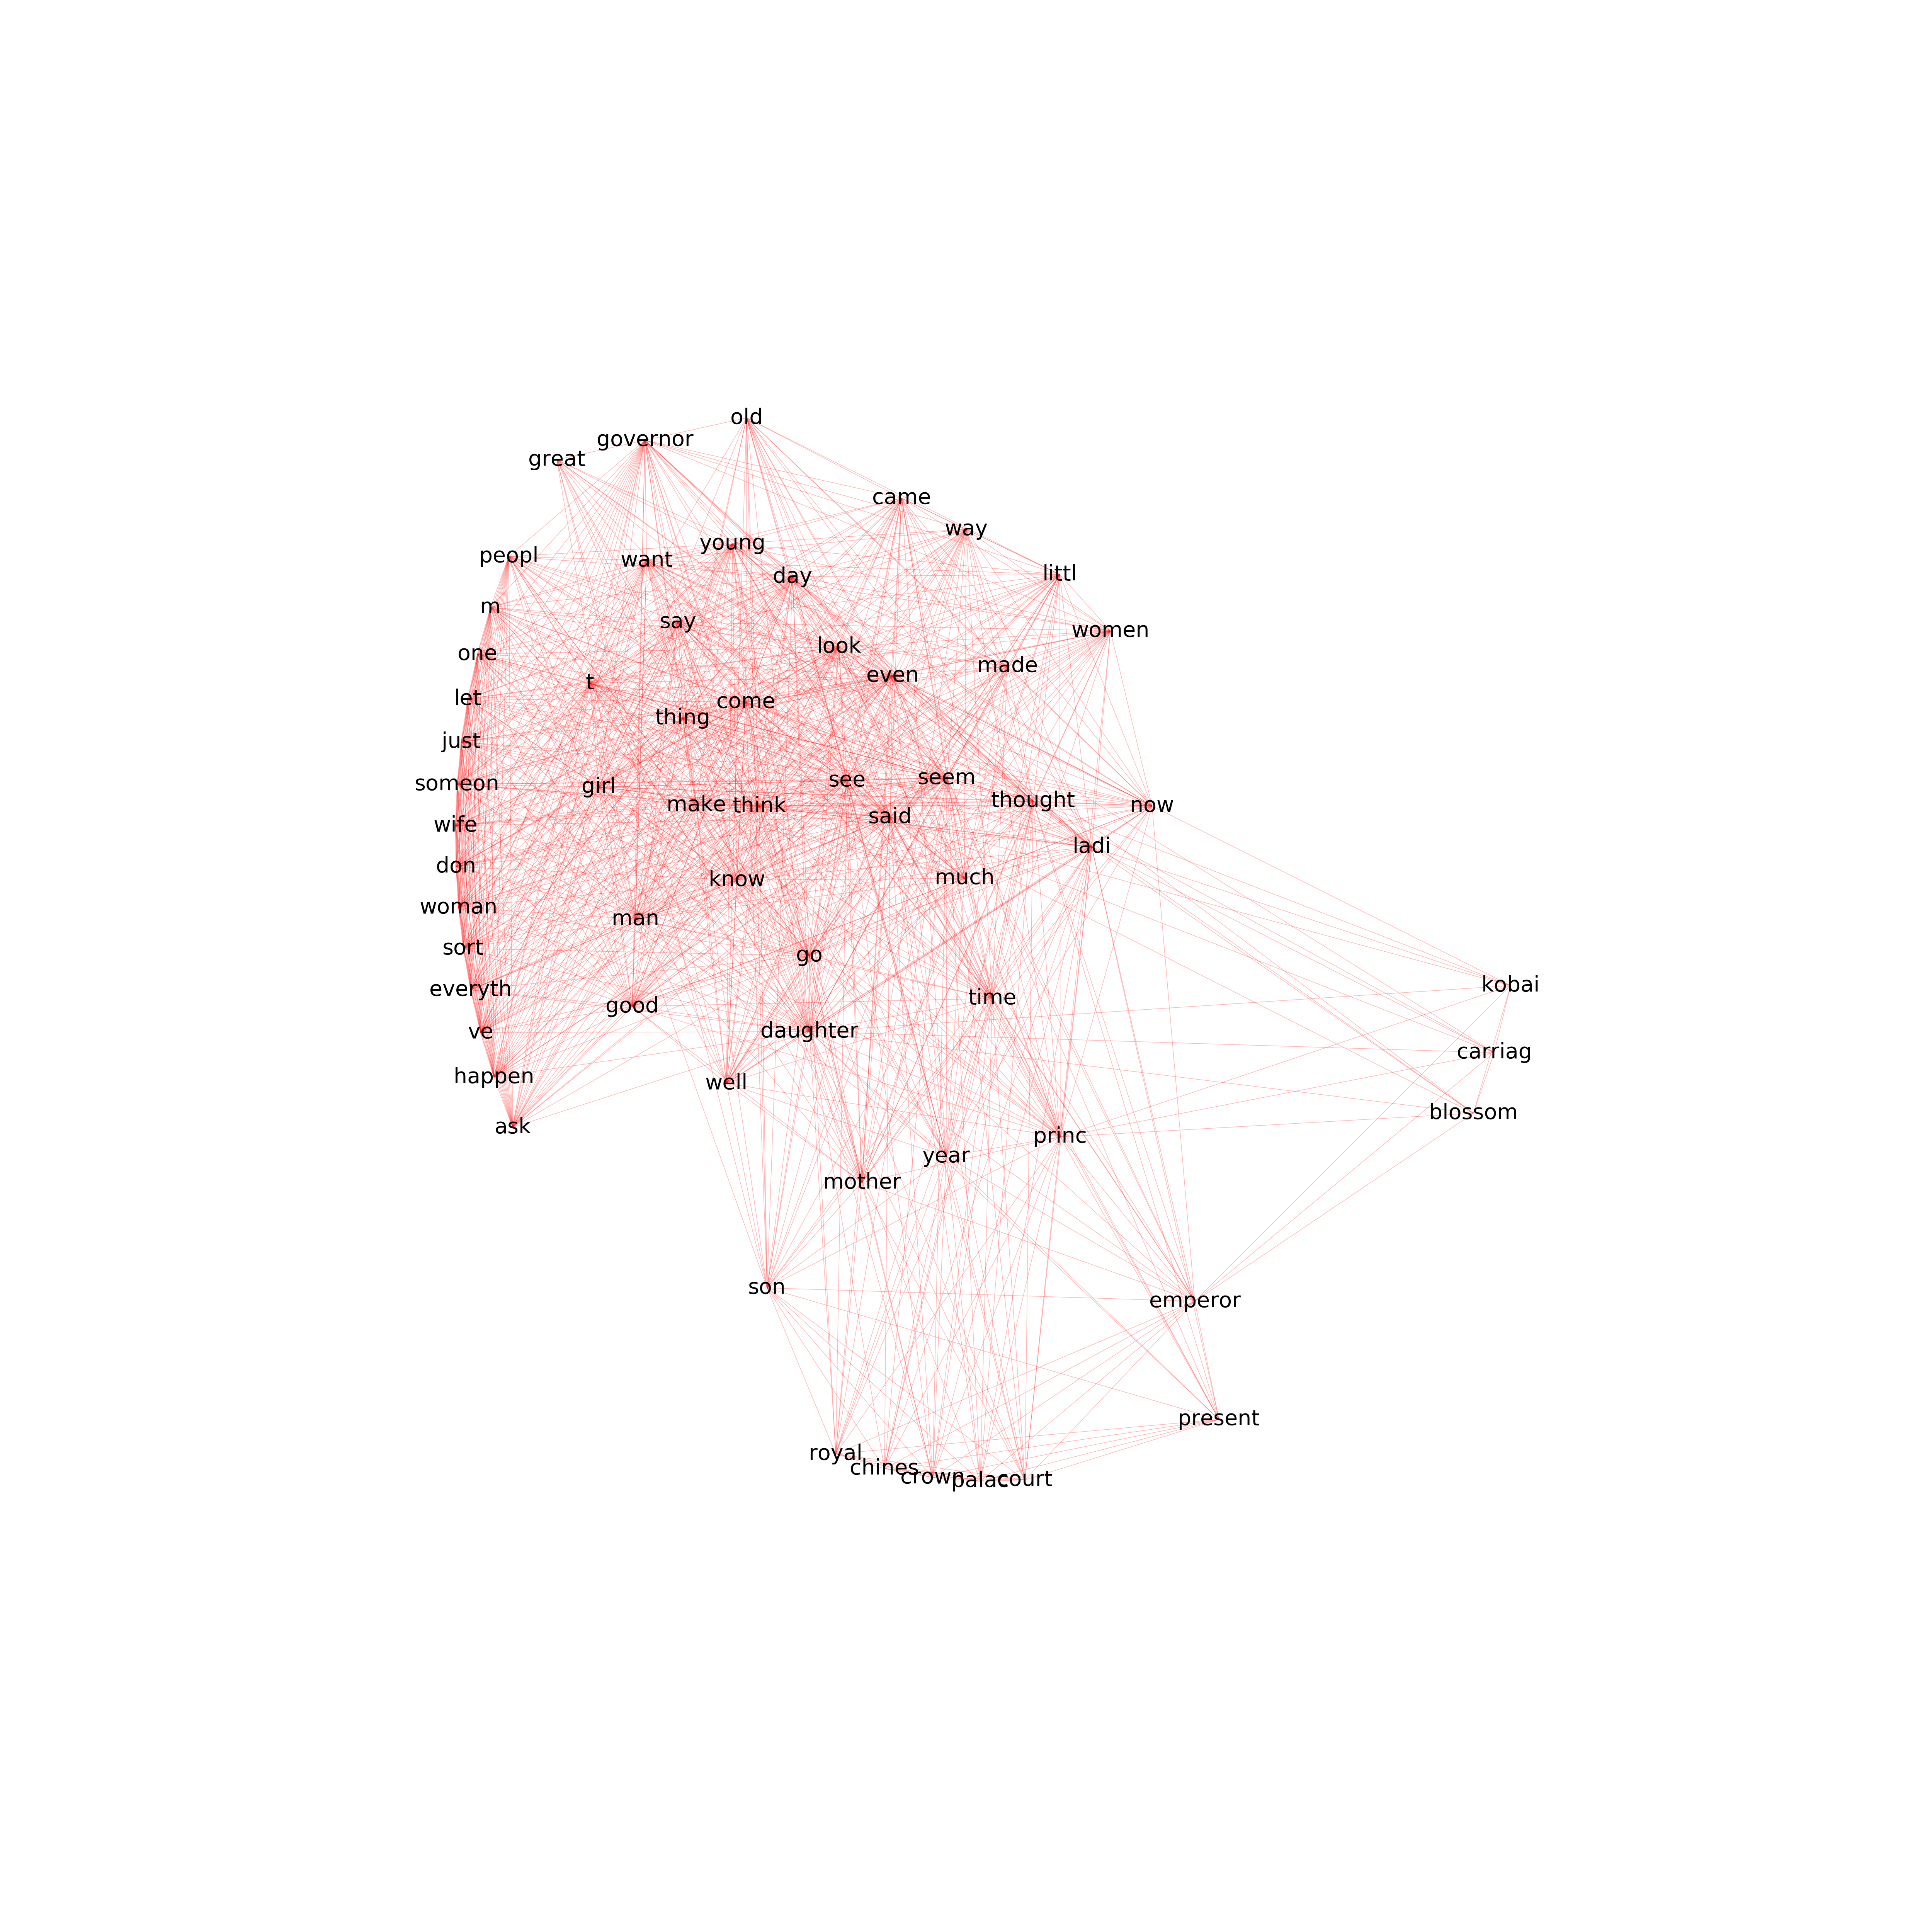 old
governor
great
came
way
young
peopl
want
day
littl
m
say
women
look
one
made
even
t
let
come
thing
just
seem
see
someon
girl
thought
make
think
now
said
wife
ladi
don
much
know
woman
man
sort
go
kobai
everyth
time
good
daughter
ve
carriag
happen
well
blossom
ask
princ
year
mother
son
emperor
present
royal
chines
crown
palac
court